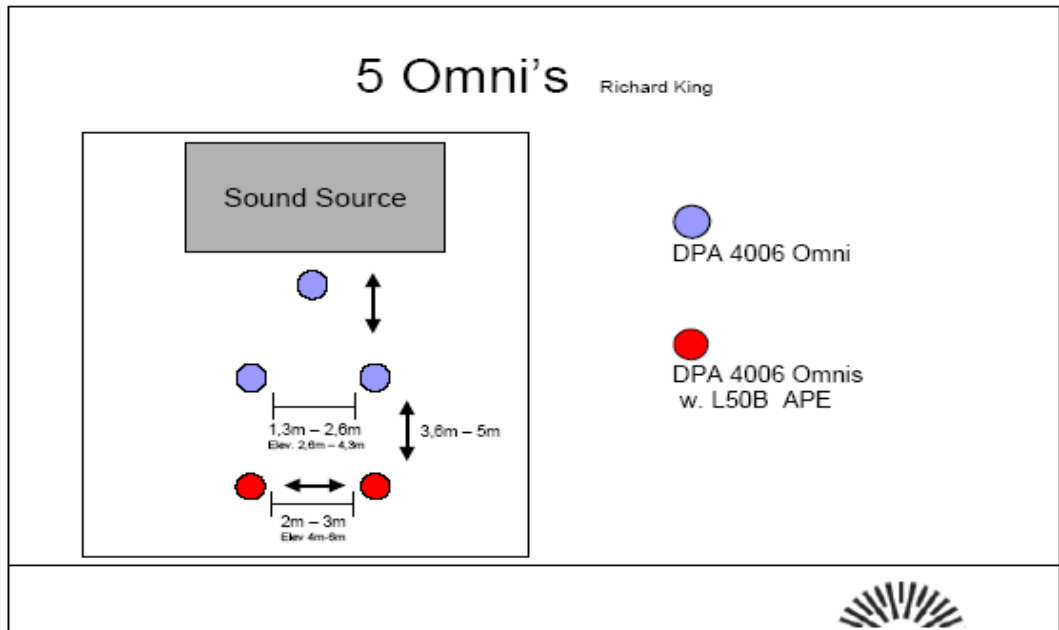 5 Omni's Richard King
Sound Source
DPA 4006 Omni
DPA 4006 Omnis
w. L50B APE
1,3m – 2,6m
Elev. 2,6m – 4,3m
3,6m – 5m
2m – 3m
Elev 4m-6m